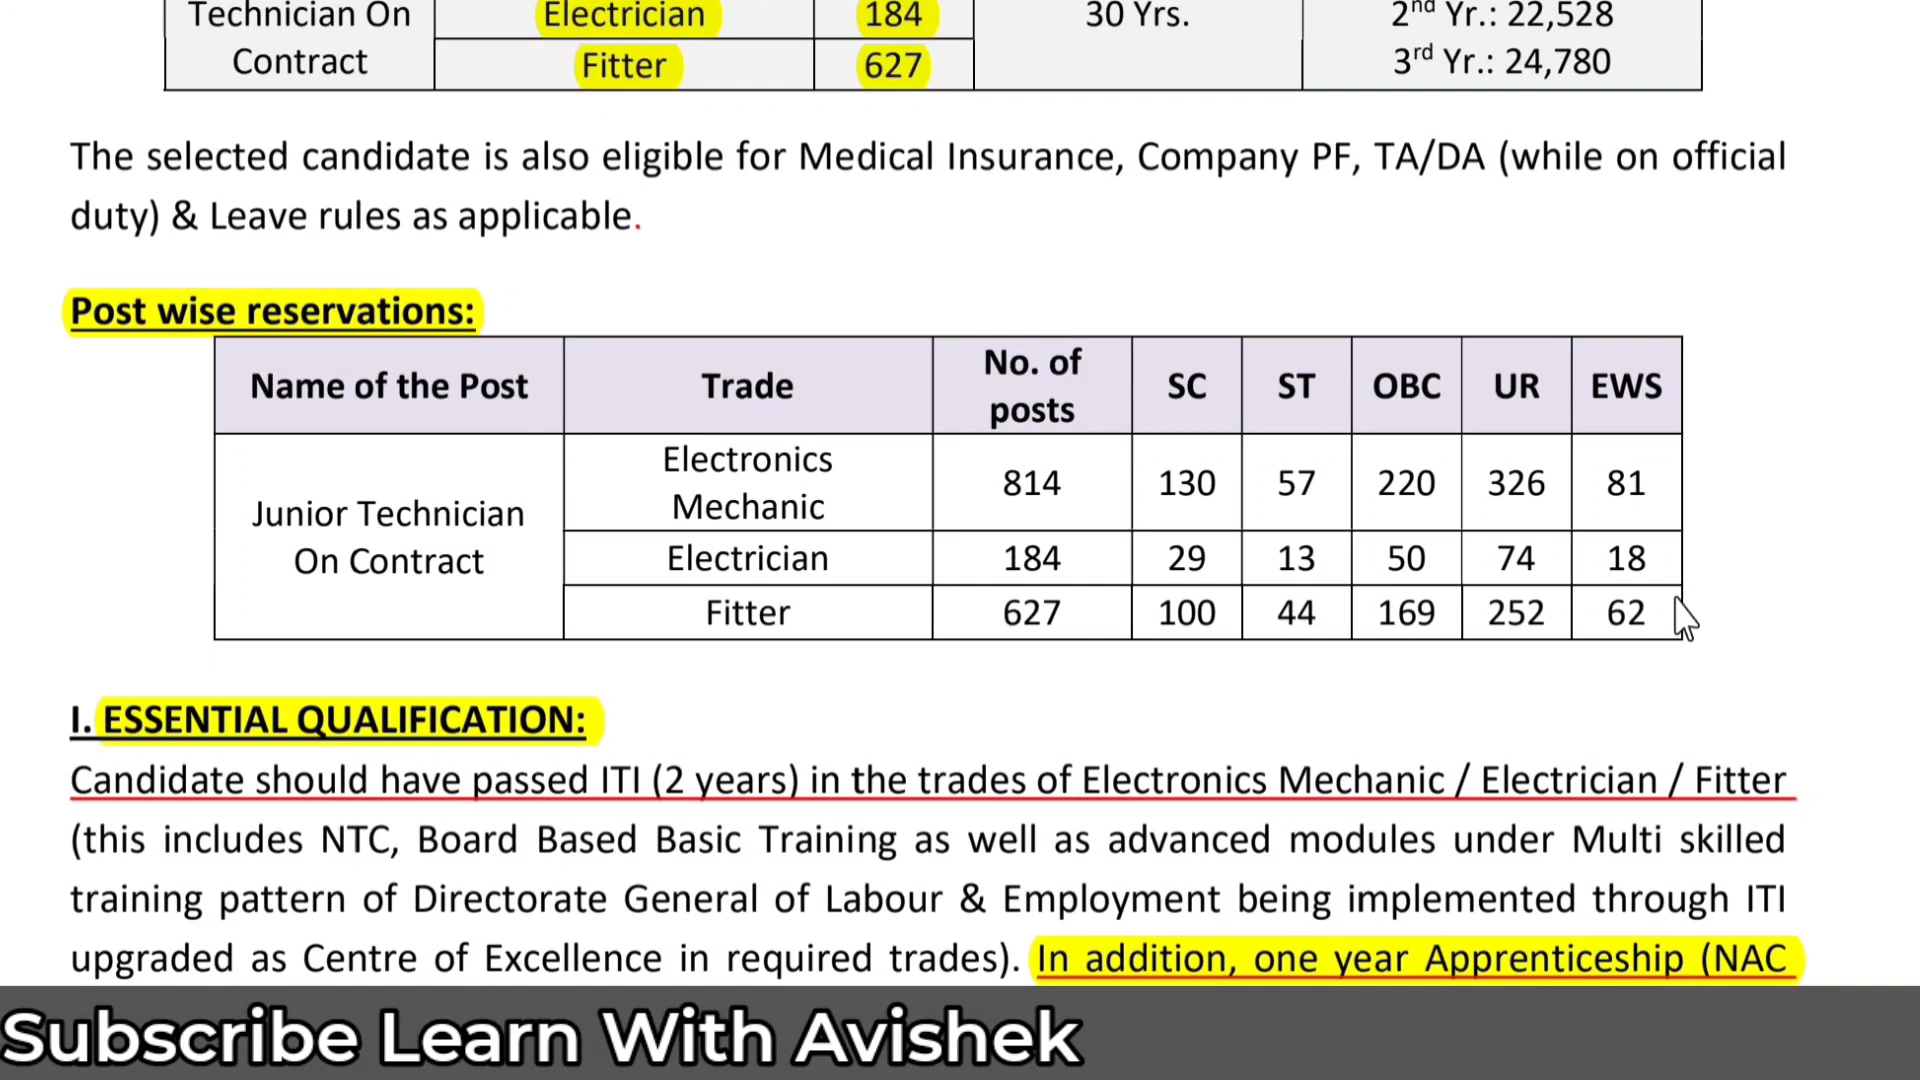 Technician On Electrician 184 30 Yrs. 2nd Yr.: 22,528
Contract Fitter 627 3rd Yr.: 24,780
The selected candidate is also eligible for Medical Insurance, Company PF, TA/DA (while on official
duty) & Leave rules as applicable.
Post wise reservations:
Name of the Post Trade No. of posts SC ST OBC UR EWS
Junior Technician On Contract
Electronics Mechanic 814 130 57 220 326 81
Electrician 184 29 13 50 74 18
Fitter 627 100 44 169 252 62
I. ESSENTIAL QUALIFICATION:
Candidate should have passed ITI (2 years) in the trades of Electronics Mechanic / Electrician / Fitter
(this includes NTC, Board Based Basic Training as well as advanced modules under Multi skilled
training pattern of Directorate General of Labour & Employment being implemented through ITI
upgraded as Centre of Excellence in required trades). In addition, one year Apprenticeship (NAC
Subscribe Learn With Avishek